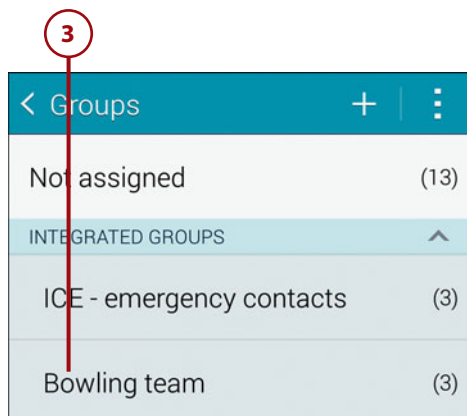 3
< Groups + ⋮
Not assigned (13)
INTEGRATED GROUPS
ICE - emergency contacts (3)
Bowling team (3)